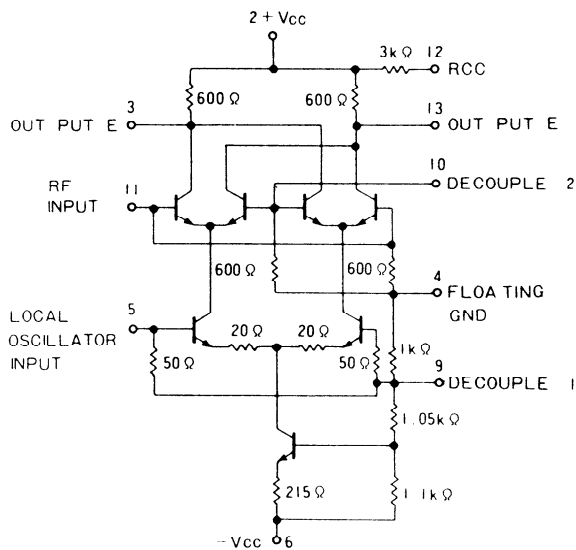 2 + Vcc
3kΩ 12
RCC
600Ω 600Ω
3 13
OUT PUT E OUT PUT E
10
DECOUPLE 2
RF 11
INPUT
600Ω 600Ω
4
FLOATING
GND
LOCAL 5
OSCILLATOR
INPUT
20Ω 20Ω
50Ω 50Ω
1kΩ
9
DECOUPLE 1
1.05kΩ
215Ω 1.1kΩ
-Vcc 6